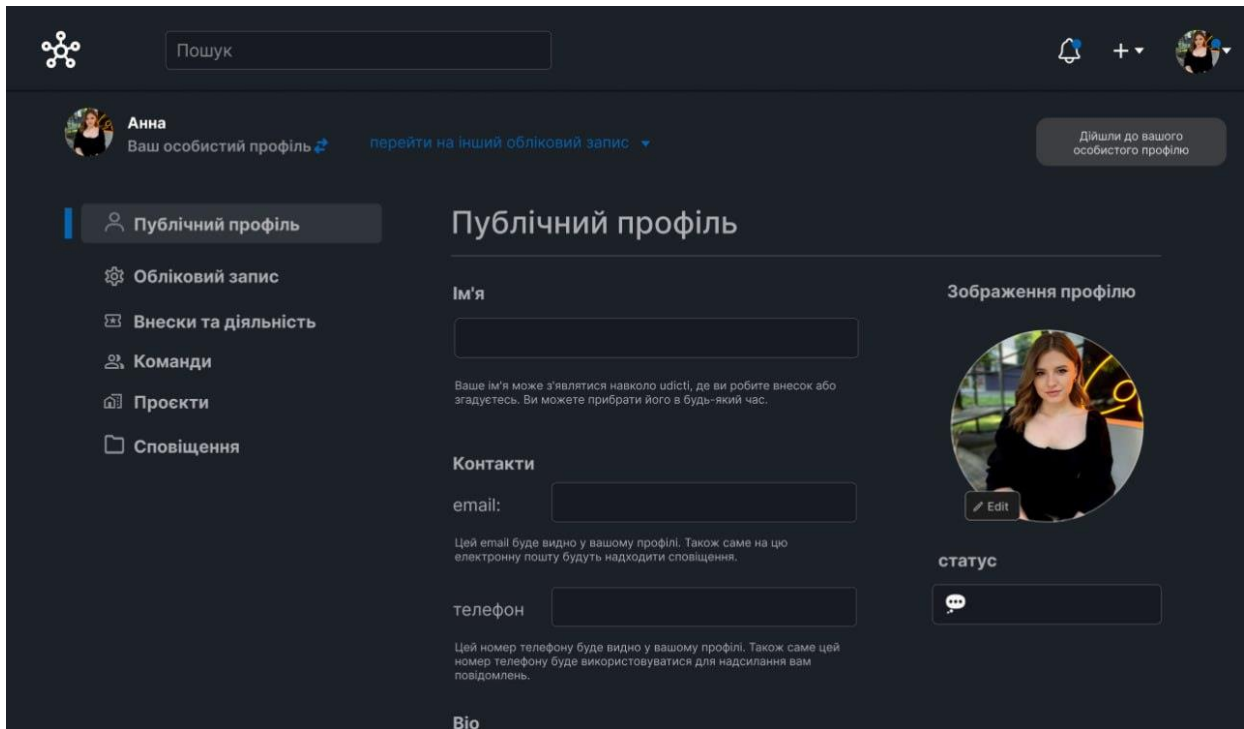 Пошук
Анна
Ваш особистий профіль
перейти на інший обліковий запис
Дійшли до вашого
особистого профілю
Публічний профіль
Обліковий запис
Внески та діяльність
Команди
Проєкти
Сповіщення
Публічний профіль
Ім'я
Ваше ім'я може з'являтися навколо udicti, де ви робите внесок або
згадуєтесь. Ви можете прибрати його в будь-який час.
Контакти
email:
Цей email буде видно у вашому профілі. Також саме на цю
електронну пошту будуть надходити сповіщення.
телефон
Цей номер телефону буде видно у вашому профілі. Також саме цей
номер телефону буде використовуватися для надсилання вам
повідомлень.
Віо
Зображення профілю
Edit
статус